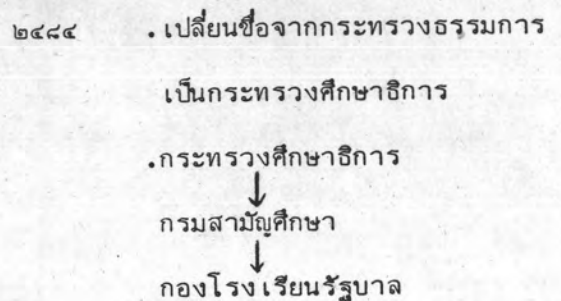 ๒๔๘๔ . เปลี่ยนชื่อจากกระทรวงธรรมการ
เป็นกระทรวงศึกษาธิการ
.กระทรวงศึกษาธิการ
↓
กรมสามัญศึกษา
↓
กองโรงเรียนรัฐบาล